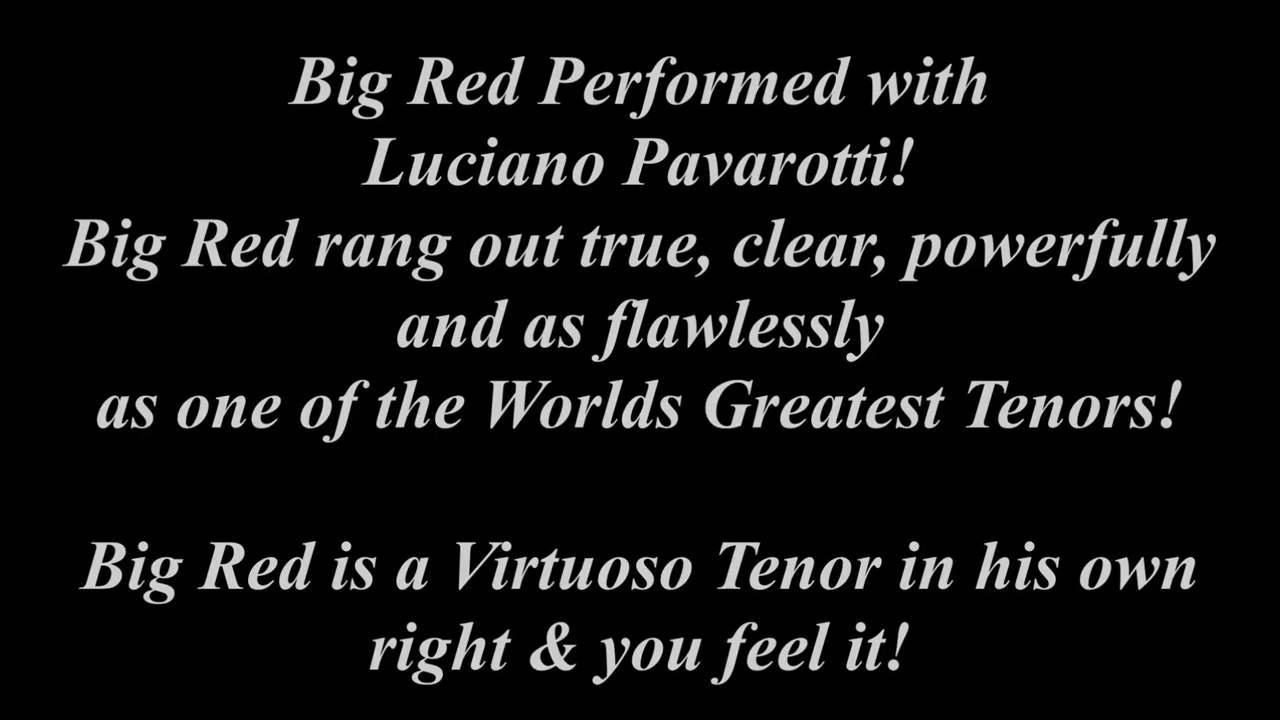 Big Red Performed with
Luciano Pavarotti!
Big Red rang out true, clear, powerfully
and as flawlessly
as one of the Worlds Greatest Tenors!
Big Red is a Virtuoso Tenor in his own
right & you feel it!